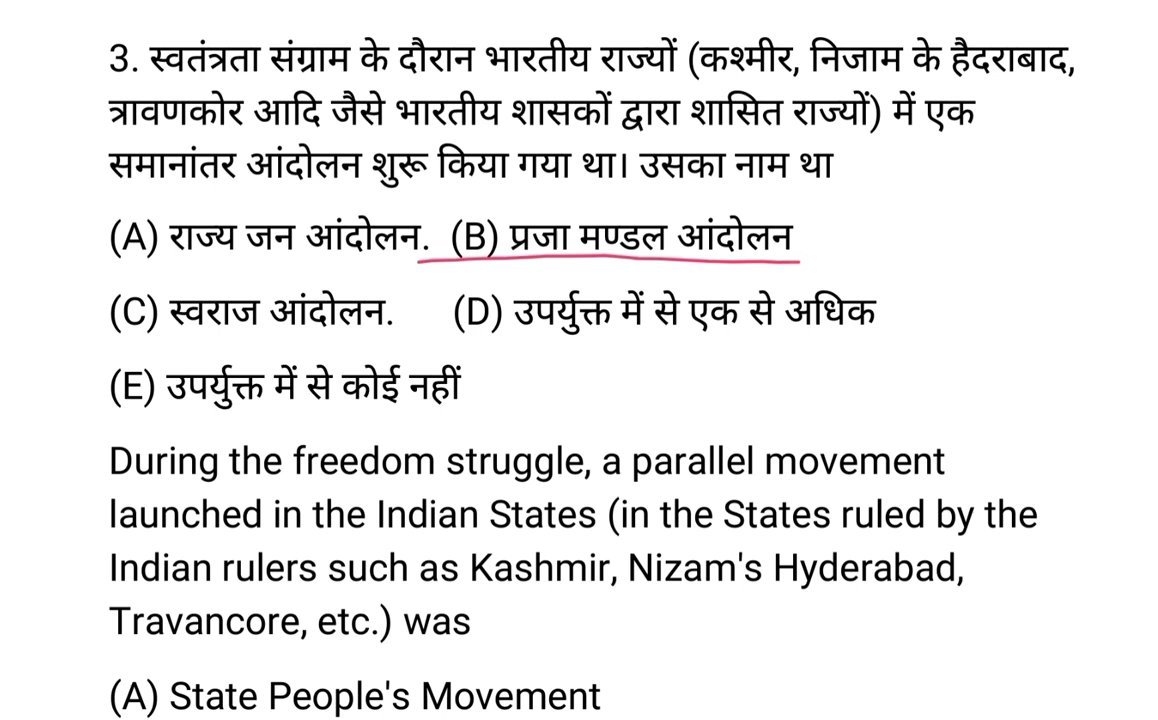 3. स्वतंत्रता संग्राम के दौरान भारतीय राज्यों (कश्मीर, निजाम के हैदराबाद,
त्रावणकोर आदि जैसे भारतीय शासकों द्वारा शासित राज्यों) में एक
समानांतर आंदोलन शुरू किया गया था। उसका नाम था
(A) राज्य जन आंदोलन. (B) प्रजा मण्डल आंदोलन
(C) स्वराज आंदोलन. (D) उपर्युक्त में से एक से अधिक
(E) उपर्युक्त में से कोई नहीं
During the freedom struggle, a parallel movement
launched in the Indian States (in the States ruled by the
Indian rulers such as Kashmir, Nizam's Hyderabad,
Travancore, etc.) was
(A) State People's Movement